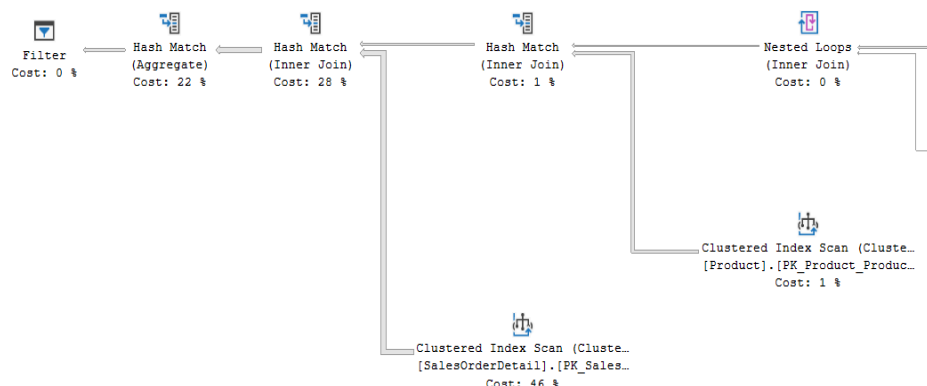 Filter
Cost: 0 %
Hash Match
(Aggregate)
Cost: 22 %
Hash Match
(Inner Join)
Cost: 28 %
Hash Match
(Inner Join)
Cost: 1 %
Nested Loops
(Inner Join)
Cost: 0 %
Clustered Index Scan (Cluste…
[Product].[PK_Product_Produc…
Cost: 1 %
Clustered Index Scan (Cluste…
[SalesOrderDetail].[PK_Sales…
Cost: 46 %